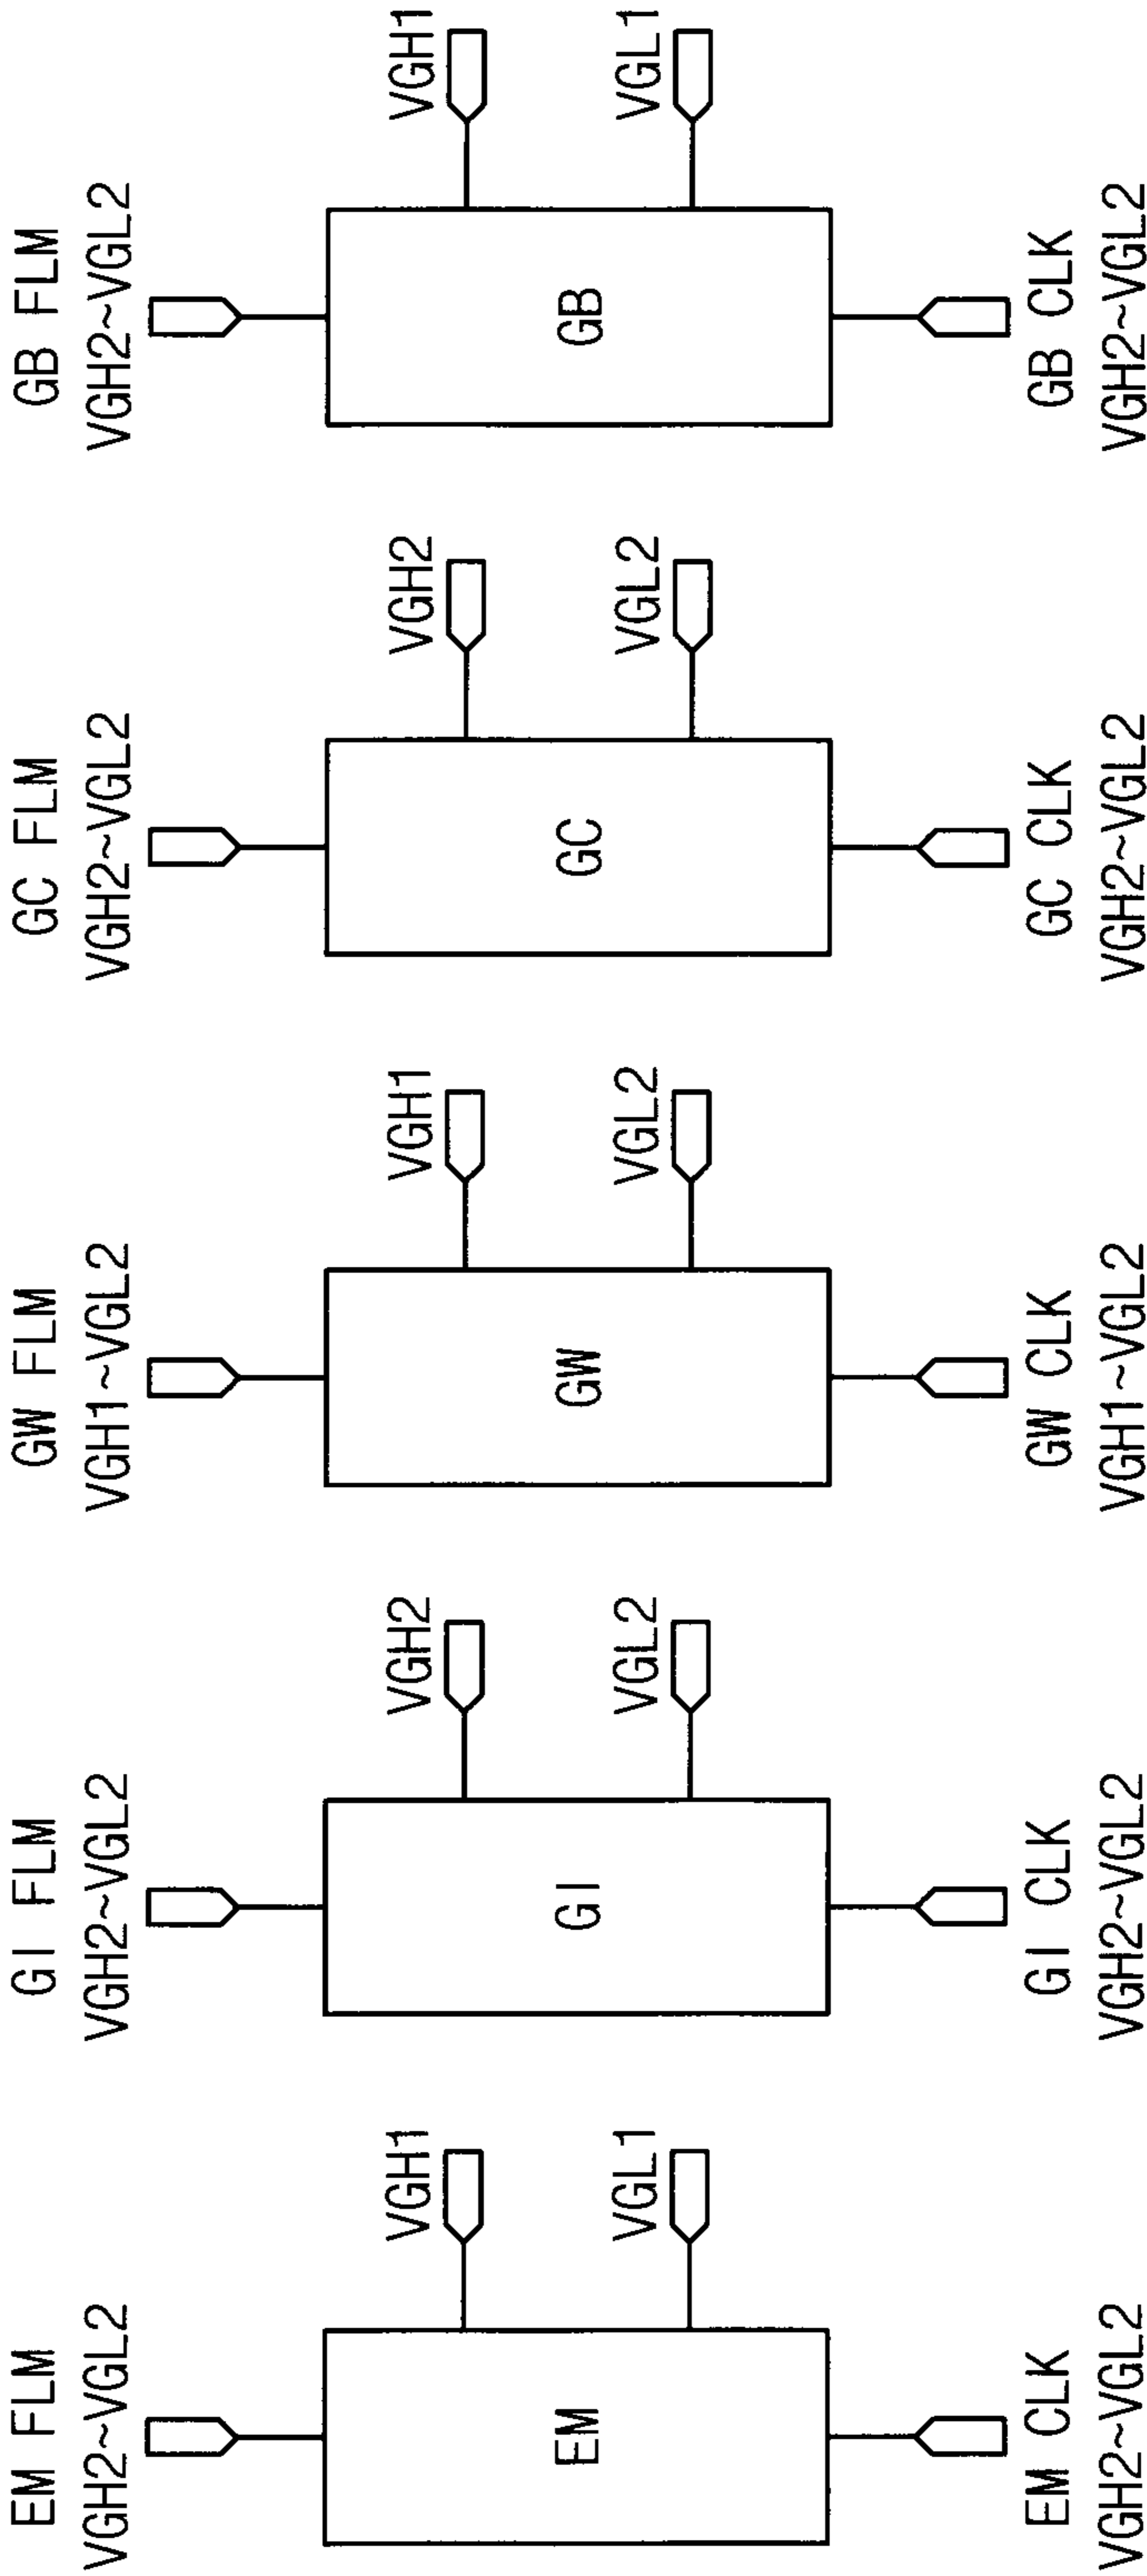 EM FLM
VGH2~VGL2
VGH1
EM
VGL1
EM CLK
VGH2~VGL2
GI FLM
VGH2~VGL2
VGH2
GI
VGL2
GI CLK
VGH2~VGL2
GW FLM
VGH1~VGL2
VGH1
GW
VGL2
GW CLK
VGH1~VGL2
GC FLM
VGH2~VGL2
VGH2
GC
VGL2
GC CLK
VGH2~VGL2
GB FLM
VGH2~VGL2
VGH1
GB
VGL1
GB CLK
VGH2~VGL2